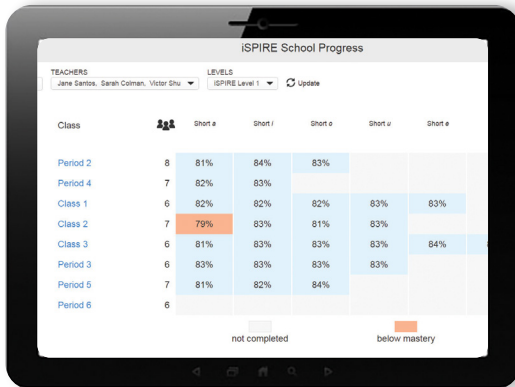 iSPIRE School Progress
TEACHERS LEVELS
Jane Santos, Sarah Colman, Victor Shu iSPIRE Level 1 Update
Class Short a Short i Short o Short u Short e
Period 2 8 81% 84% 83%
Period 4 7 82% 83%
Class 1 6 82% 82% 82% 83% 83%
Class 2 7 79% 83% 81% 83%
Class 3 6 81% 83% 83% 83% 84%
Period 3 6 83% 83% 83% 83%
Period 5 7 81% 82% 84%
Period 6 6
not completed below mastery